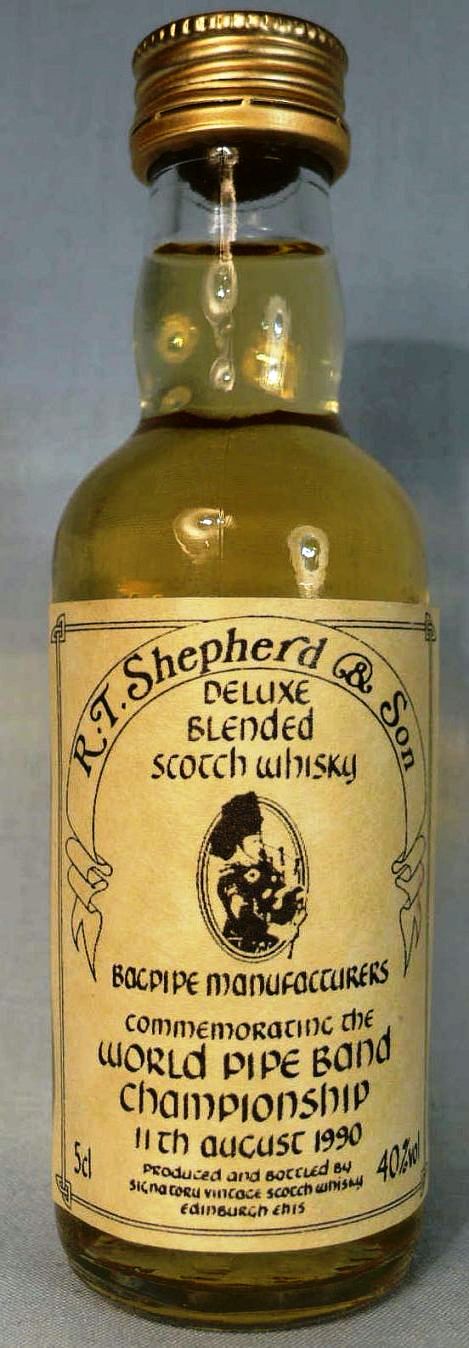 R.T. Shepherd & Son
DELUXE
BLENDED
SCOTCH WHISKY
BAGPIPE MANUFACTURERS
COMMEMORATING THE
WORLD PIPE BAND
CHAMPIONSHIP
11TH AUGUST 1990
5cl
40%vol
PRODUCED AND BOTTLED BY
SIGNATORY VINTAGE SCOTCH WHISKY
EDINBURGH EH5